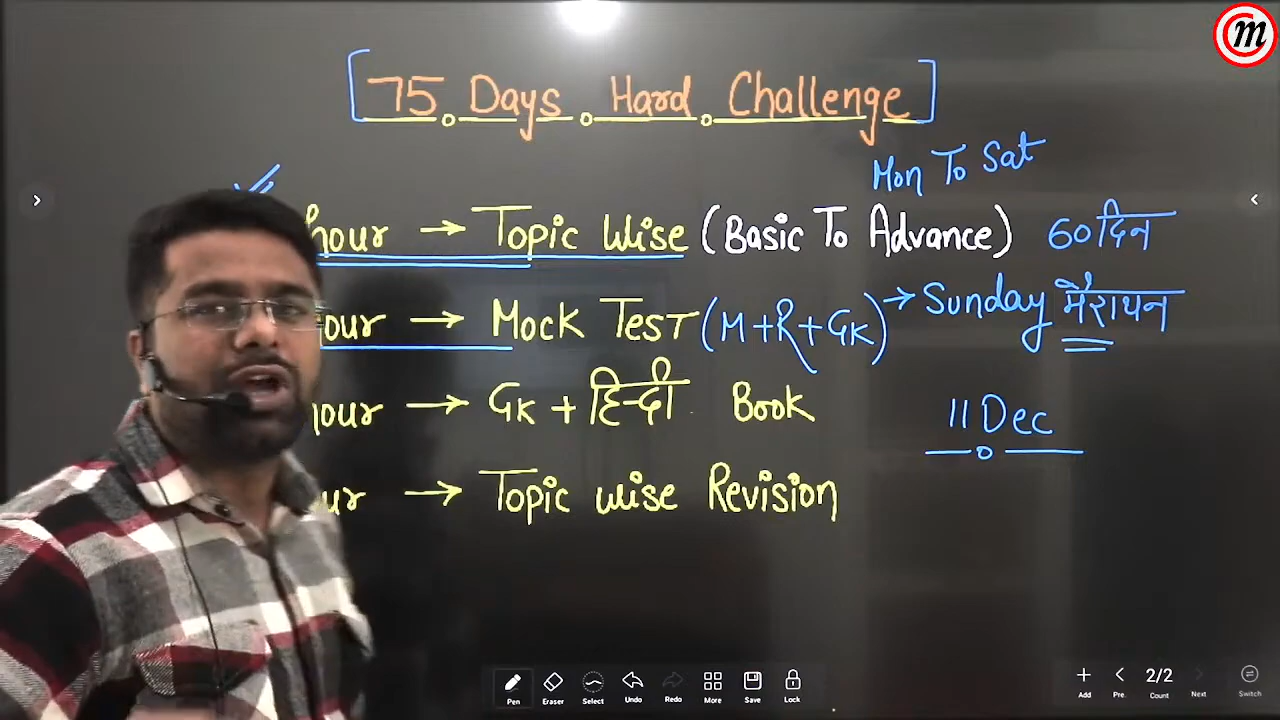 m
[75 Days Hard Challenge]
Mon To Sat
hour → Topic Wise (Basic To Advance) 60 दिन
our → Mock Test (M+R+GK) → Sunday मैराथन
hour → GK + हिन्दी Book
11 Dec
ur → Topic wise Revision
Pen Eraser Select Undo Redo More Save Lock
Add Pre. 2/2 Count Next Switch